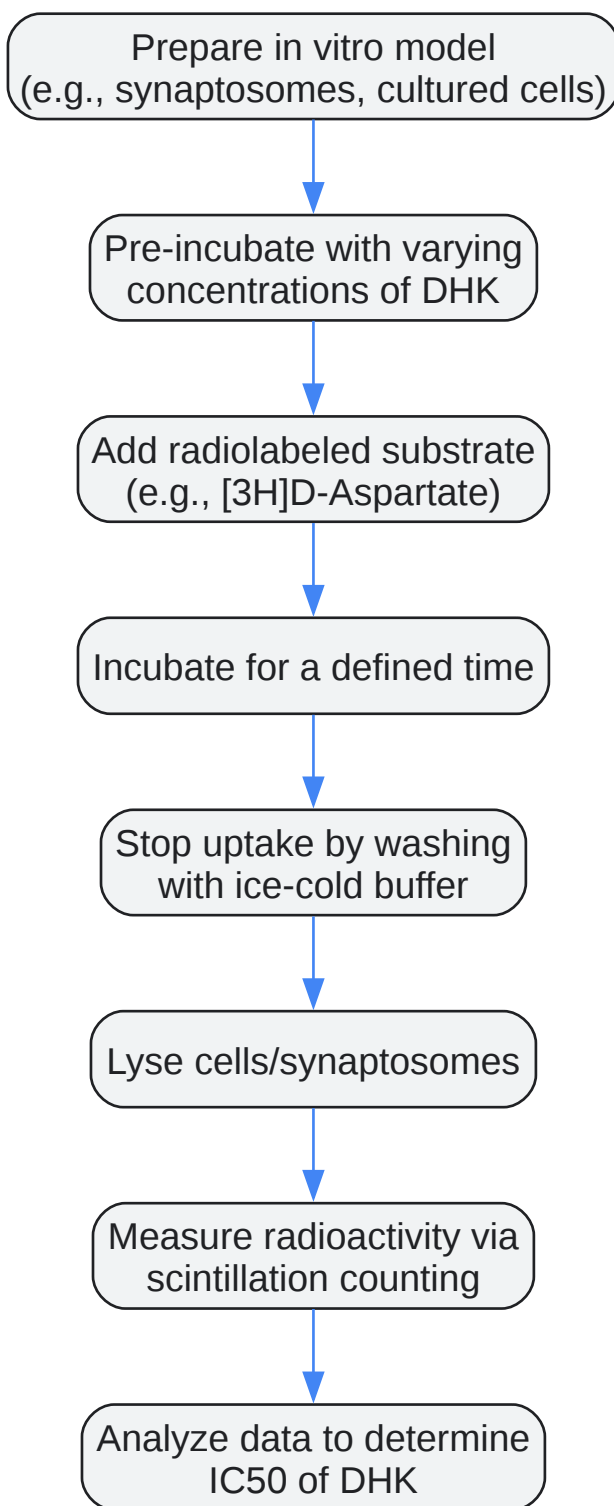 Prepare in vitro model
(e.g., synaptosomes, cultured cells)
Pre-incubate with varying
concentrations of DHK
Add radiolabeled substrate
(e.g., [3H]D-Aspartate)
Incubate for a defined time
Stop uptake by washing
with ice-cold buffer
Lyse cells/synaptosomes
Measure radioactivity via
scintillation counting
Analyze data to determine
IC50 of DHK